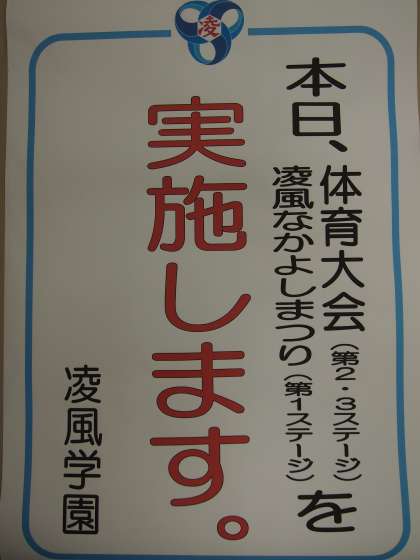 凌
本日、体育大会(第2・3ステージ)
凌風なかよしまつり(第1ステージ)を
実施します。
凌風学園